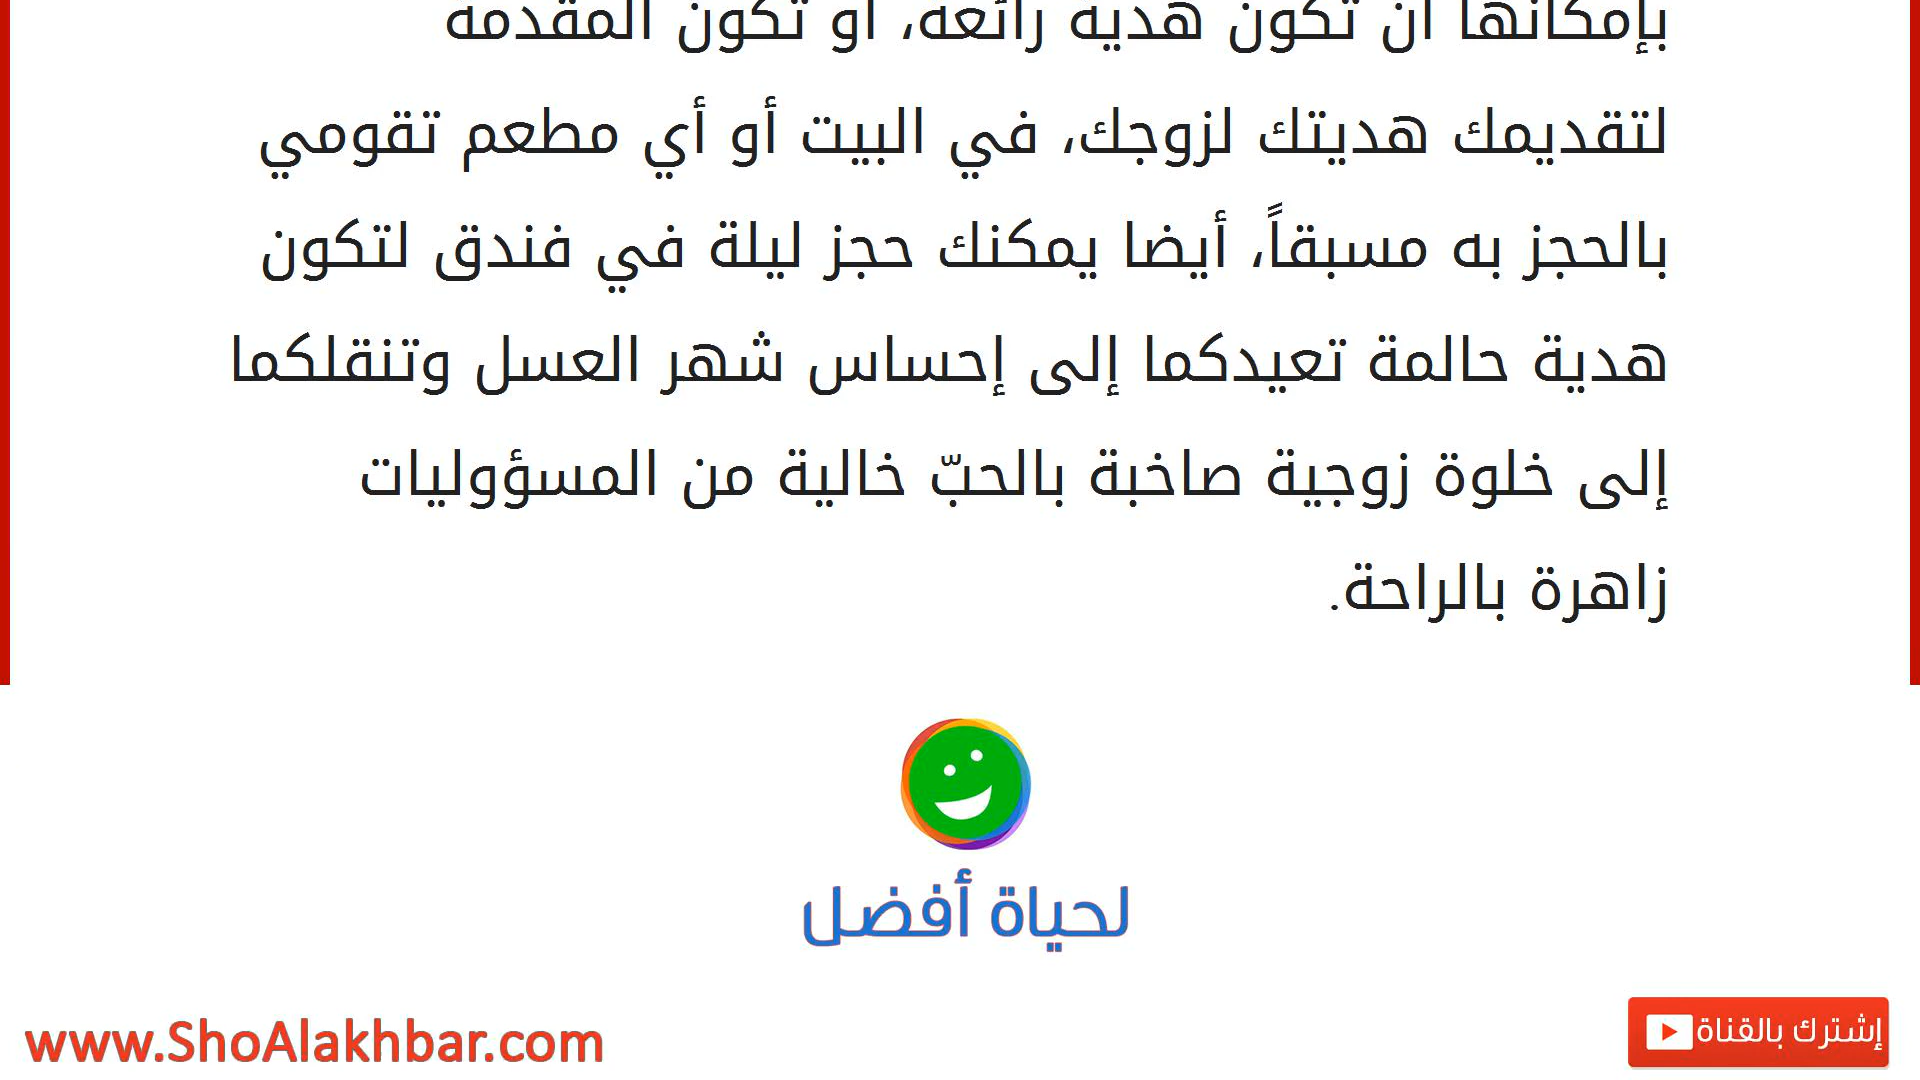 بإمكانها أن تكون هدية رائعة، أو تكون المقدمة
لتقديمك هديتك لزوجك، في البيت أو أي مطعم تقومي
بالحجز به مسبقاً، أيضا يمكنك حجز ليلة في فندق لتكون
هدية حالمة تعيدكما إلى إحساس شهر العسل وتنقلكما
إلى خلوة زوجية صاخبة بالحبّ خالية من المسؤوليات
زاهرة بالراحة.
لحياة أفضل
www.ShoAlakhbar.com
إشترك بالقناة